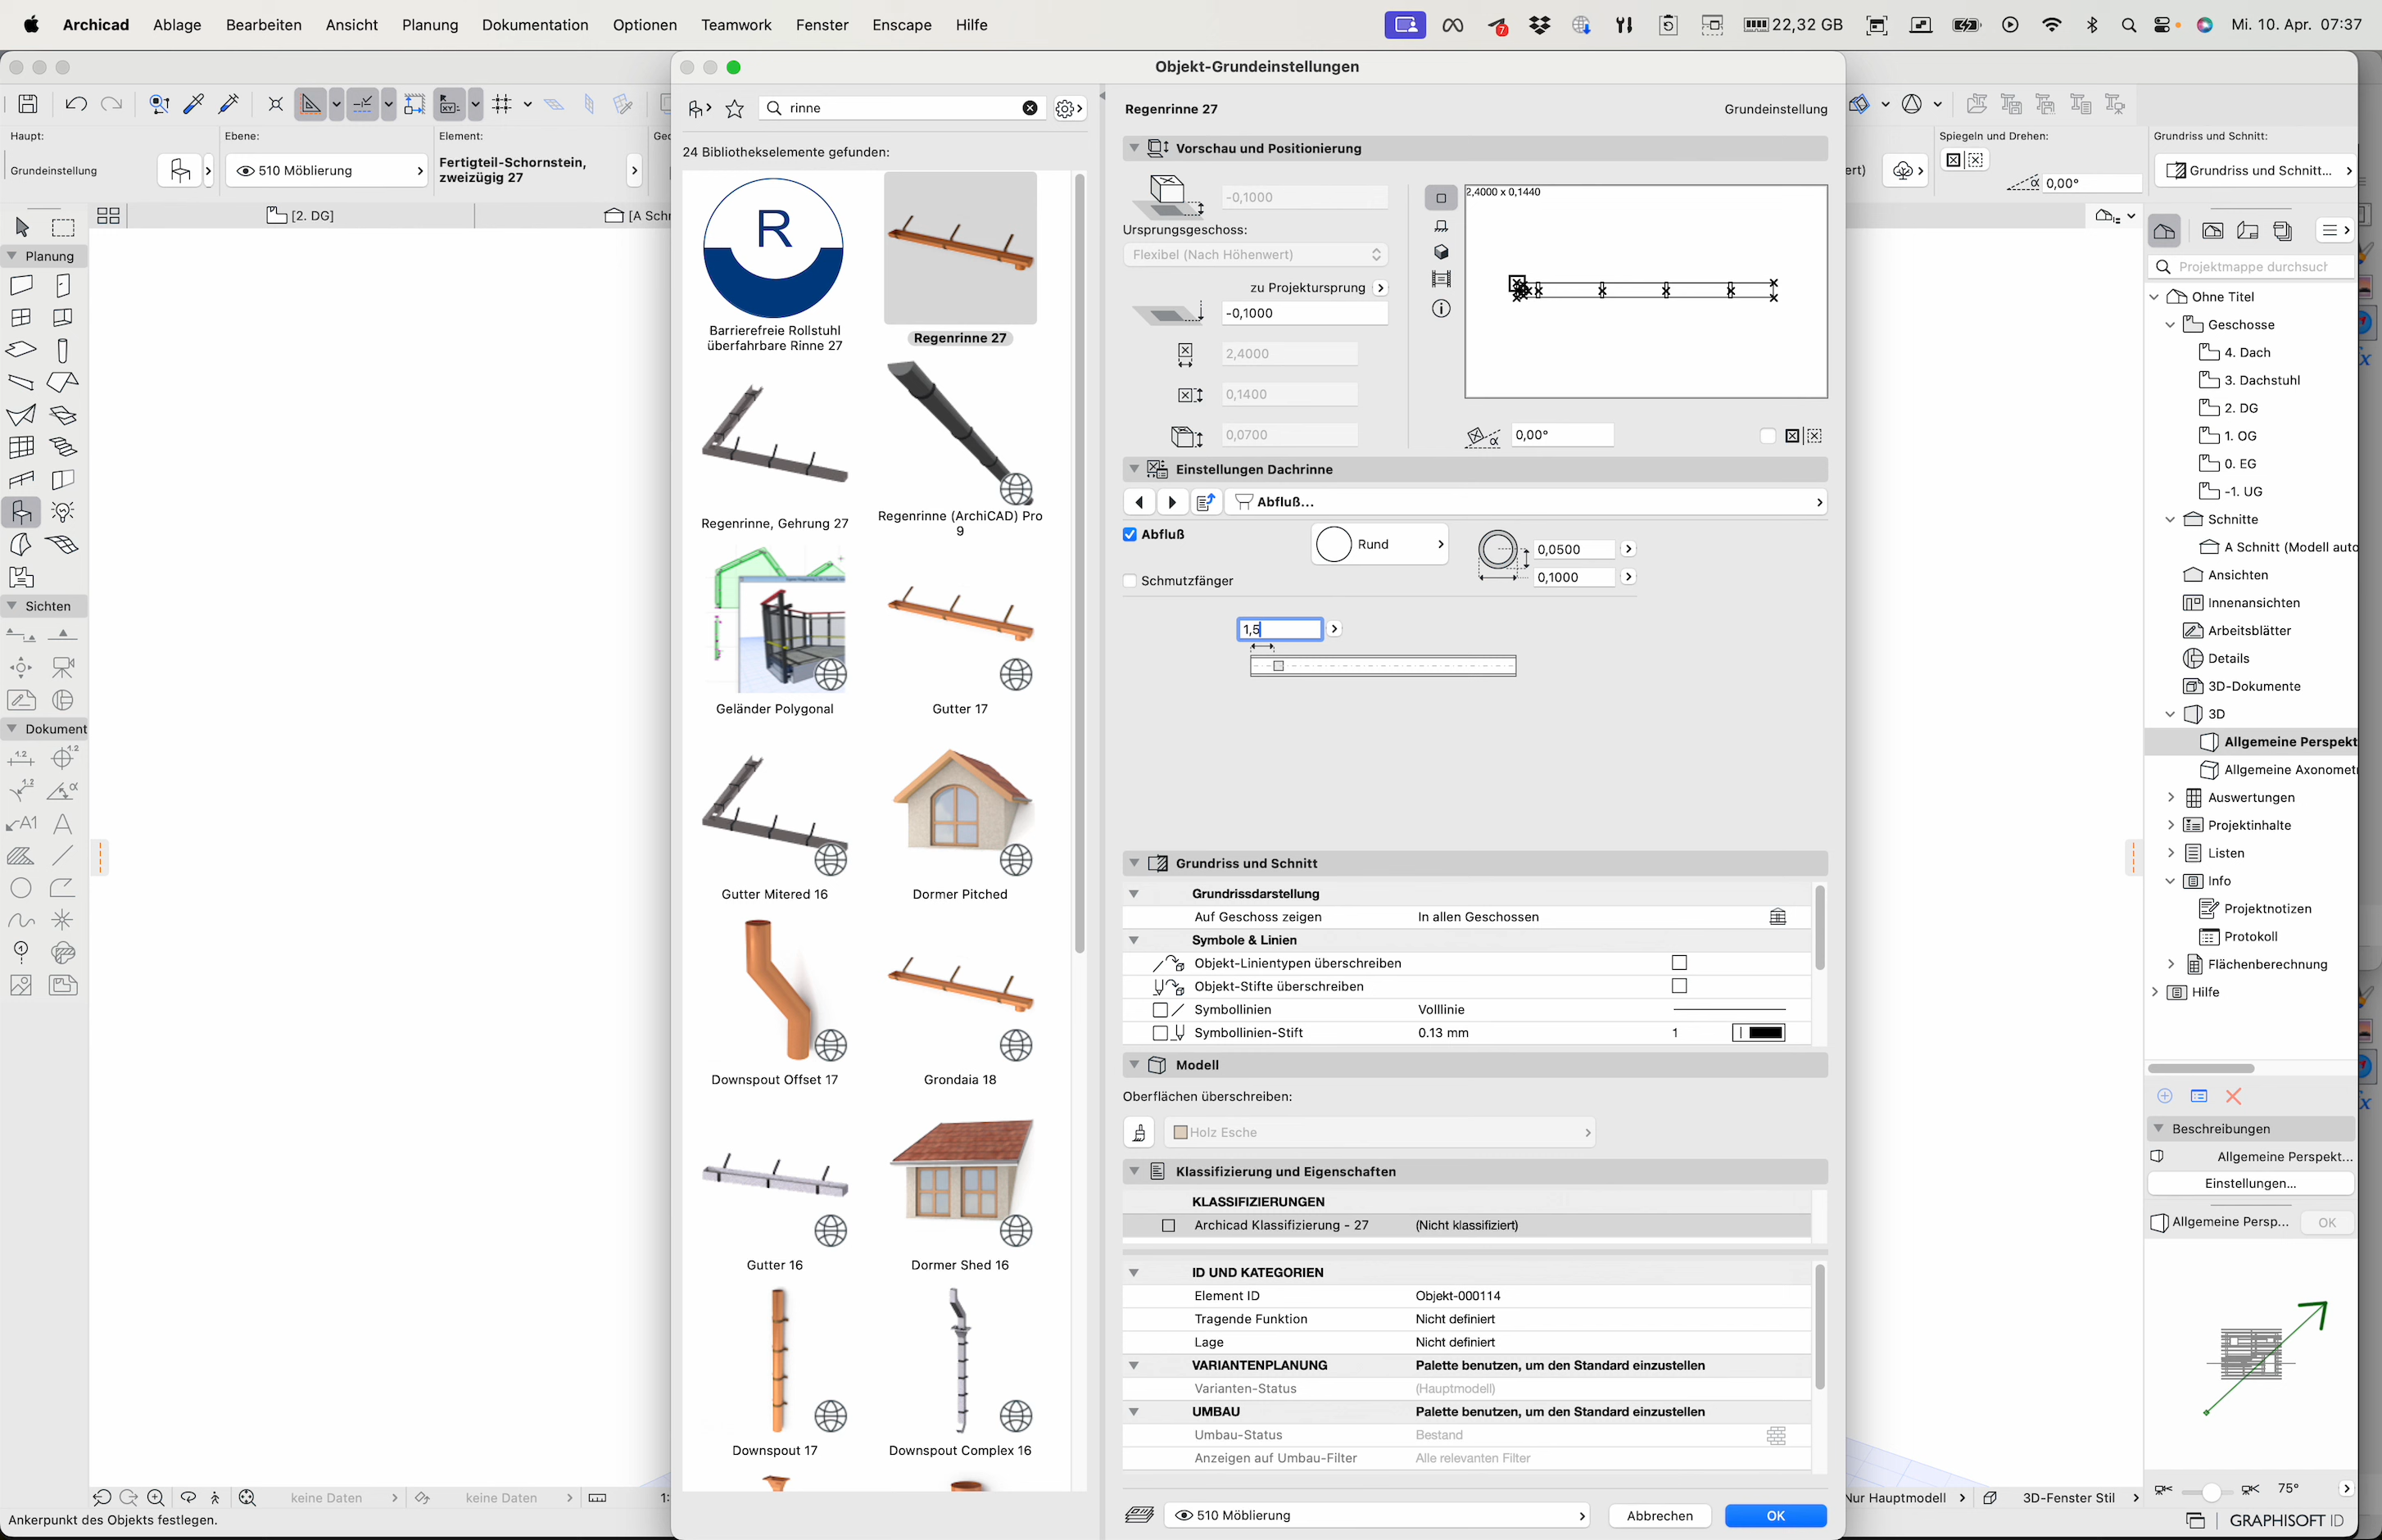 Archicad Ablage Bearbeiten Ansicht Planung Dokumentation Optionen Teamwork Fenster Enscape Hilfe
7
22,32 GB
Mi. 10. Apr. 07:37
Objekt-Grundeinstellungen
Haupt:
Grundeinstellung
Ebene:
510 Möblierung
Element:
Fertigteil-Schornstein,
zweizügig 27
[2. DG]
[A Schn
Planung
Sichten
Dokument
rinne
24 Bibliothekselemente gefunden:
R
Barrierefreie Rollstuhl
überfahrbare Rinne 27
Regenrinne 27
Regenrinne, Gehrung 27
Regenrinne (ArchiCAD) Pro
9
Geländer Polygonal
Gutter 17
Gutter Mitered 16
Dormer Pitched
Downspout Offset 17
Grondaia 18
Gutter 16
Dormer Shed 16
Downspout 17
Downspout Complex 16
Regenrinne 27
Grundeinstellung
Vorschau und Positionierung
-0,1000
Ursprungsgeschoss:
Flexibel (Nach Höhenwert)
zu Projektursprung
-0,1000
2,4000
0,1400
0,0700
2,4000 x 0,1440
0,00°
Einstellungen Dachrinne
Abfluß...
Abfluß
Rund
0,0500
0,1000
Schmutzfänger
1,5
Grundriss und Schnitt
Grundrissdarstellung
Auf Geschoss zeigen In allen Geschossen
Symbole & Linien
Objekt-Linientypen überschreiben
Objekt-Stifte überschreiben
Symbollinien Volllinie
Symbollinien-Stift 0.13 mm 1
Modell
Oberflächen überschreiben:
Holz Esche
Klassifizierung und Eigenschaften
KLASSIFIZIERUNGEN
Archicad Klassifizierung - 27 (Nicht klassifiziert)
ID UND KATEGORIEN
Element ID Objekt-000114
Tragende Funktion Nicht definiert
Lage Nicht definiert
VARIANTENPLANUNG Palette benutzen, um den Standard einzustellen
Varianten-Status (Hauptmodell)
UMBAU Palette benutzen, um den Standard einzustellen
Umbau-Status Bestand
Anzeigen auf Umbau-Filter Alle relevanten Filter
510 Möblierung
Abbrechen
OK
Spiegeln und Drehen:
0,00°
Grundriss und Schnitt:
Grundriss und Schnitt...
Projektmappe durchsuch
Ohne Titel
Geschosse
4. Dach
3. Dachstuhl
2. DG
1. OG
0. EG
-1. UG
Schnitte
A Schnitt (Modell auto
Ansichten
Innenansichten
Arbeitsblätter
Details
3D-Dokumente
3D
Allgemeine Perspekt
Allgemeine Axonomet
Auswertungen
Projektinhalte
Listen
Info
Projektnotizen
Protokoll
Flächenberechnung
Hilfe
Beschreibungen
Allgemeine Perspekt...
Einstellungen...
Allgemeine Persp...
OK
75°
keine Daten
keine Daten
1:
Nur Hauptmodell
3D-Fenster Stil
Ankerpunkt des Objekts festlegen.
GRAPHISOFT ID